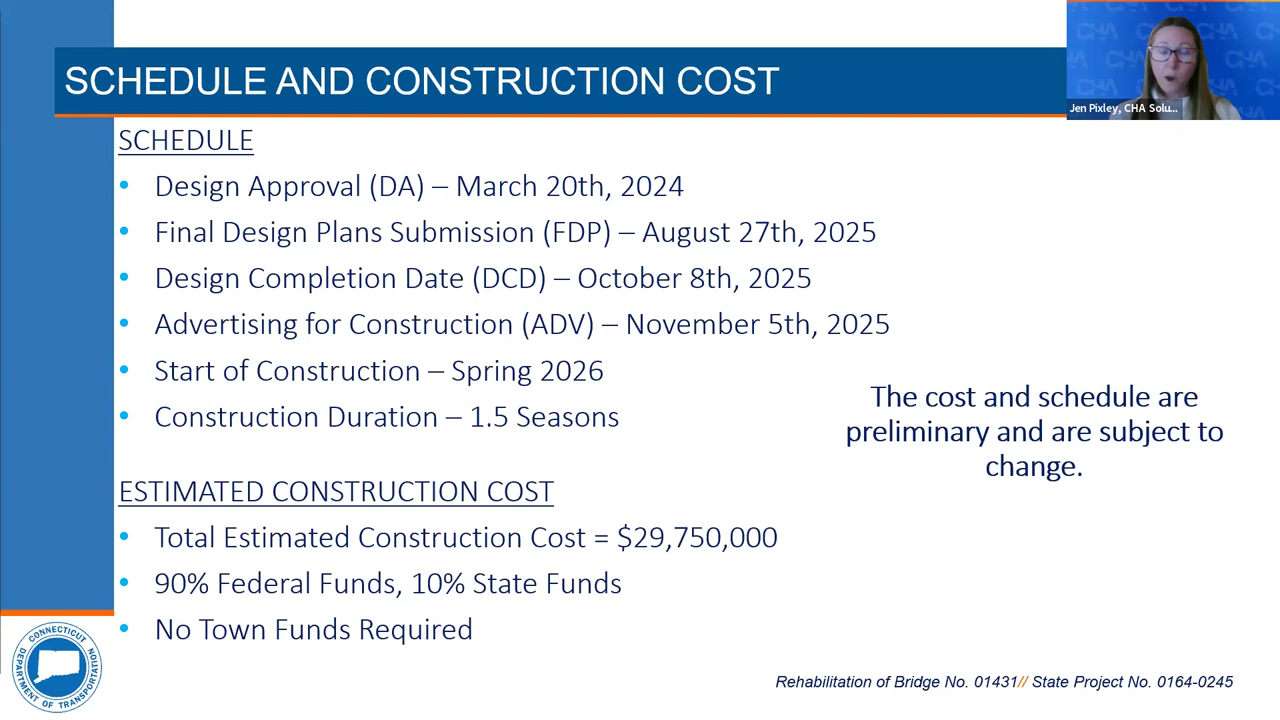 SCHEDULE AND CONSTRUCTION COST
CHA
Jen Pixley, CHA Solu...
SCHEDULE
• Design Approval (DA) – March 20th, 2024
• Final Design Plans Submission (FDP) – August 27th, 2025
• Design Completion Date (DCD) – October 8th, 2025
• Advertising for Construction (ADV) – November 5th, 2025
• Start of Construction – Spring 2026
• Construction Duration – 1.5 Seasons
The cost and schedule are
preliminary and are subject to
change.
ESTIMATED CONSTRUCTION COST
• Total Estimated Construction Cost = $29,750,000
• 90% Federal Funds, 10% State Funds
• No Town Funds Required
CONNECTICUT
DEPARTMENT OF TRANSPORTATION
Rehabilitation of Bridge No. 01431// State Project No. 0164-0245